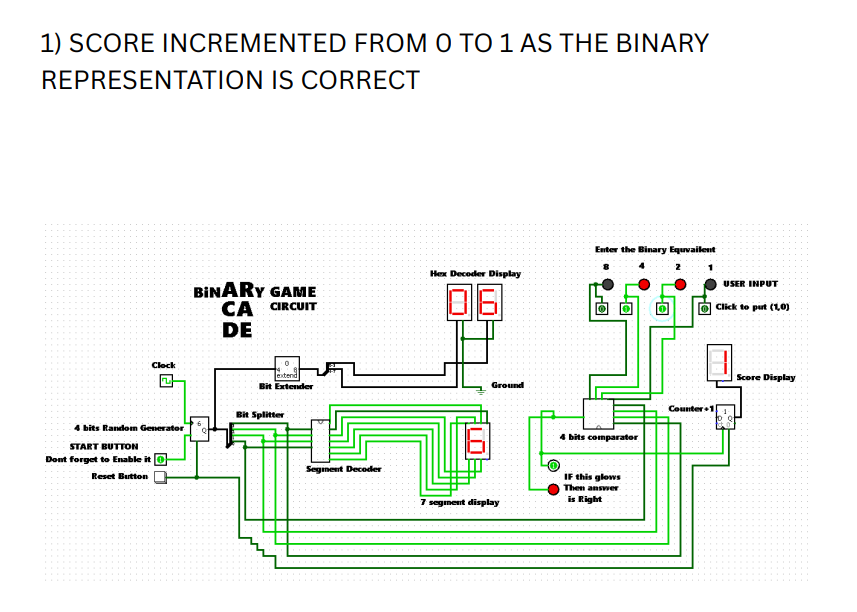 1) SCORE INCREMENTED FROM 0 TO 1 AS THE BINARY
REPRESENTATION IS CORRECT
Enter the Binary Equvailent
8 4 2 1
USER INPUT
Click to put (1,0)
Hex Decoder Display
06
BiNARy GAME
CA CIRCUIT
DE
Score Display
1
Clock
0
4 8
extend
Bit Extender
Ground
Counter+1
1
D Q
4 bits Random Generator
6
Q
Bit Splitter
4 bits comparator
START BUTTON
Dont forget to Enable it
1
Reset Button
Segment Decoder
6
7 segment display
IF this glows
Then answer
is Right